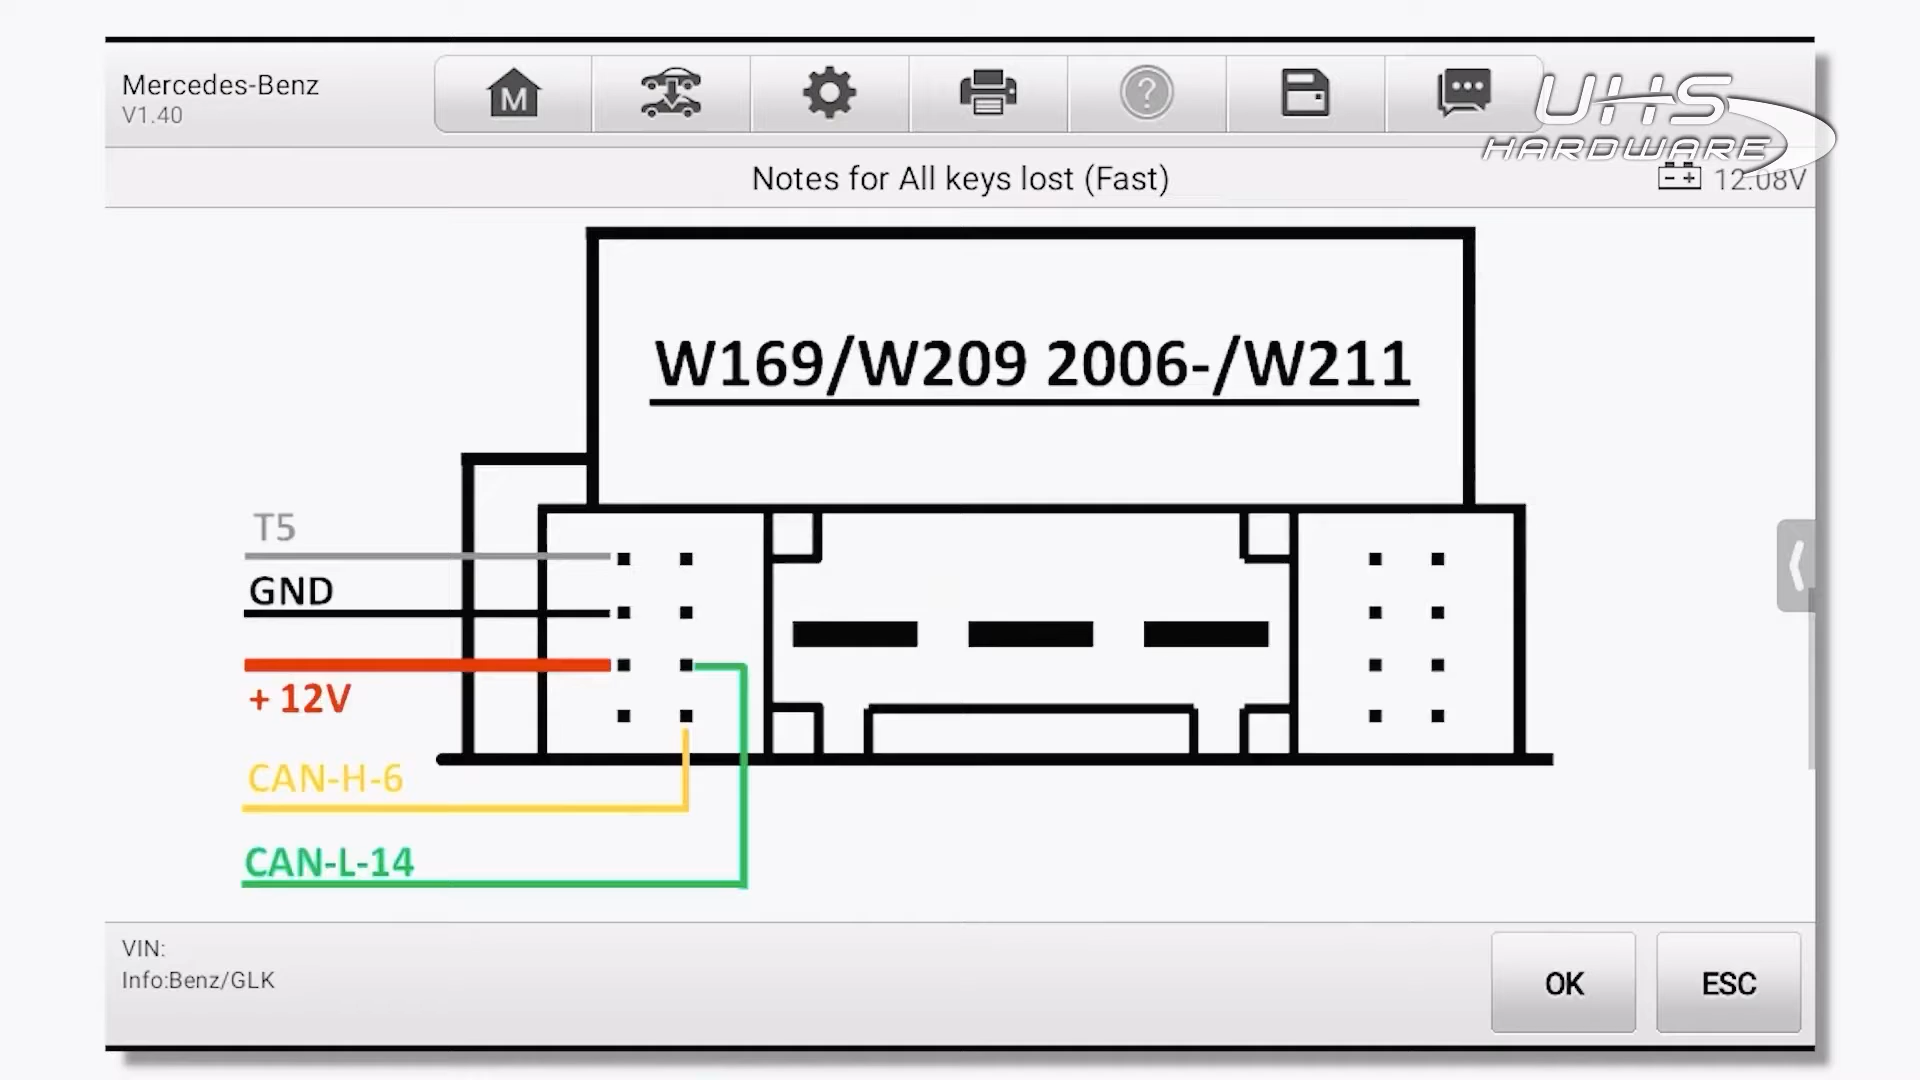 Mercedes-Benz
V1.40
M
?
UHS
HARDWARE
Notes for All keys lost (Fast)
12.08V
W169/W209 2006-/W211
T5
GND
+ 12V
CAN-H-6
CAN-L-14
VIN:
Info:Benz/GLK
OK
ESC